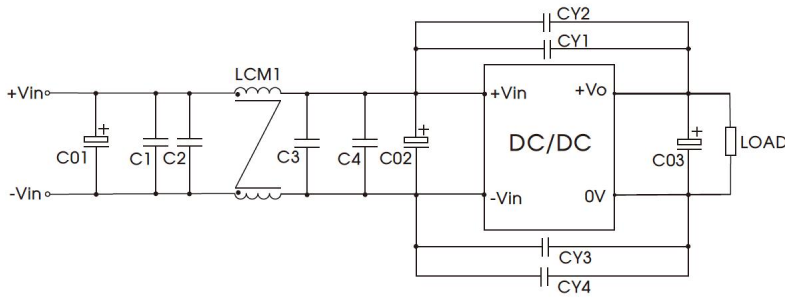 CY2
CY1
LCM1
+Vin
+Vin
+Vo
+
+
+
C01
C1
C2
C3
C4
C02
DC/DC
C03
LOAD
-Vin
-Vin
0V
CY3
CY4